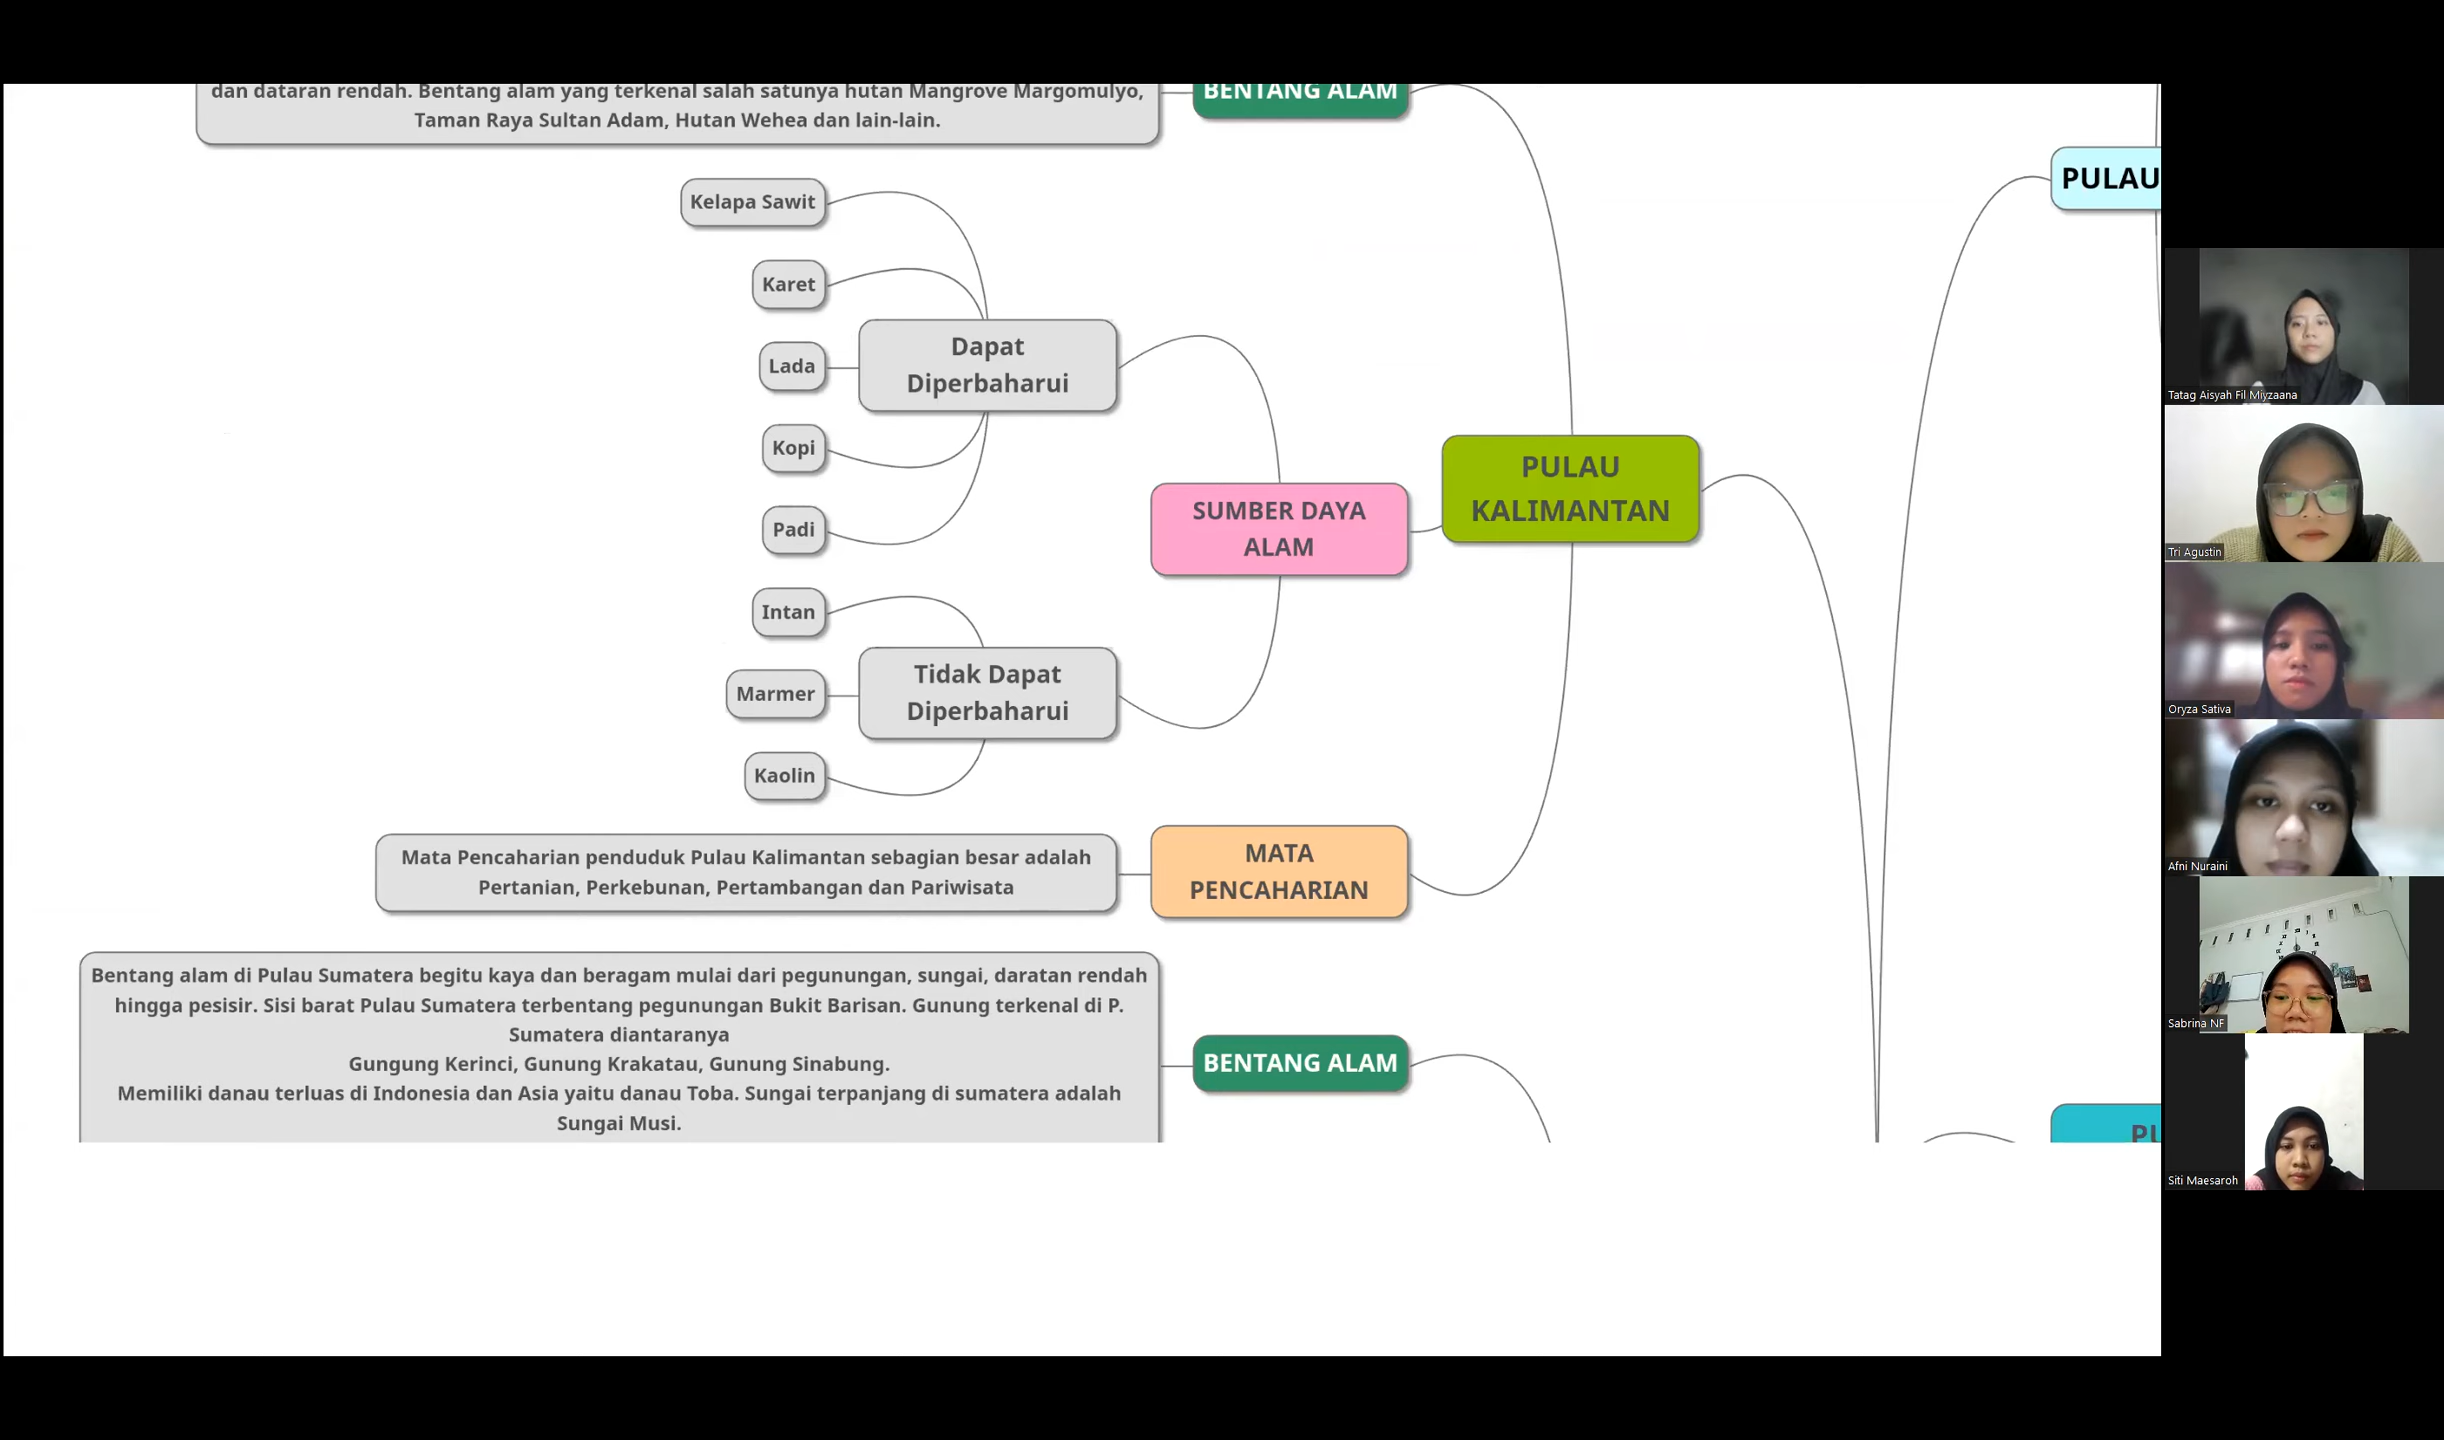 dan dataran rendah. Bentang alam yang terkenal salah satunya hutan Mangrove Margomulyo,
Taman Raya Sultan Adam, Hutan Wehea dan lain-lain.
BENTANG ALAM
PULAU
Kelapa Sawit
Karet
Lada
Kopi
Padi
Dapat
Diperbaharui
Intan
Marmer
Kaolin
Tidak Dapat
Diperbaharui
SUMBER DAYA
ALAM
PULAU
KALIMANTAN
Mata Pencaharian penduduk Pulau Kalimantan sebagian besar adalah
Pertanian, Perkebunan, Pertambangan dan Pariwisata
MATA
PENCAHARIAN
Bentang alam di Pulau Sumatera begitu kaya dan beragam mulai dari pegunungan, sungai, daratan rendah
hingga pesisir. Sisi barat Pulau Sumatera terbentang pegunungan Bukit Barisan. Gunung terkenal di P.
Sumatera diantaranya
Gungung Kerinci, Gunung Krakatau, Gunung Sinabung.
Memiliki danau terluas di Indonesia dan Asia yaitu danau Toba. Sungai terpanjang di sumatera adalah
Sungai Musi.
BENTANG ALAM
Tatag Aisyah Fil Miyzaana
Tri Agustin
Oryza Sativa
Afni Nuraini
Sabrina NF
Siti Maesaroh